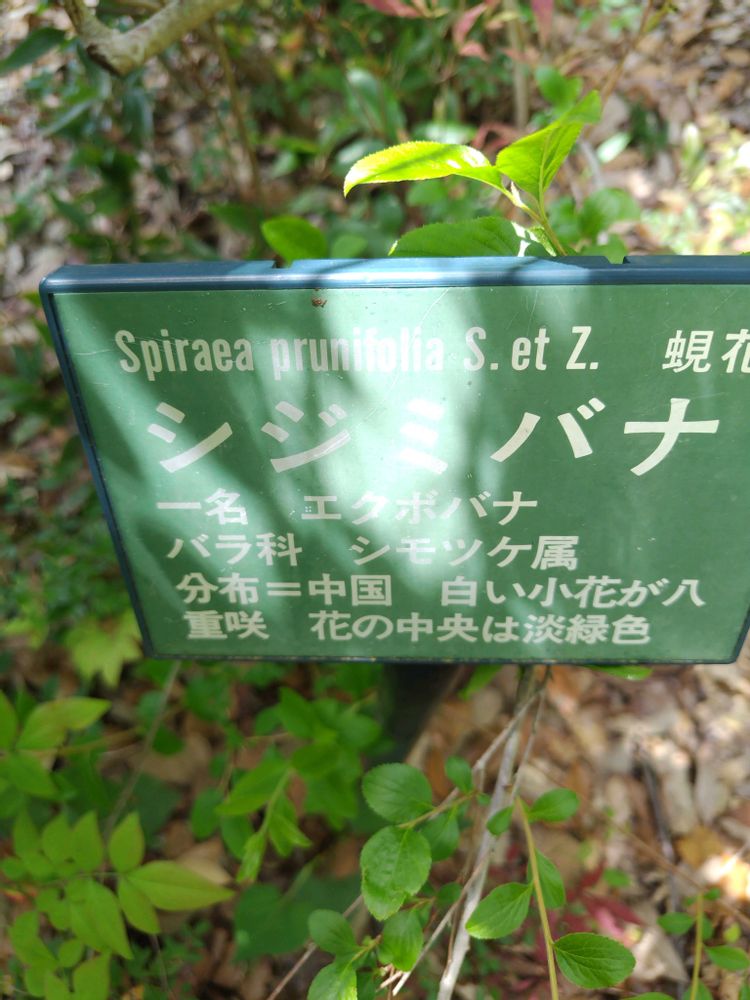 Spiraea prunifolia S. et Z. 蜆花
シジミバナ
一名 エクボバナ
バラ科 シモツケ属
分布=中国 白い小花が八
重咲 花の中央は淡緑色